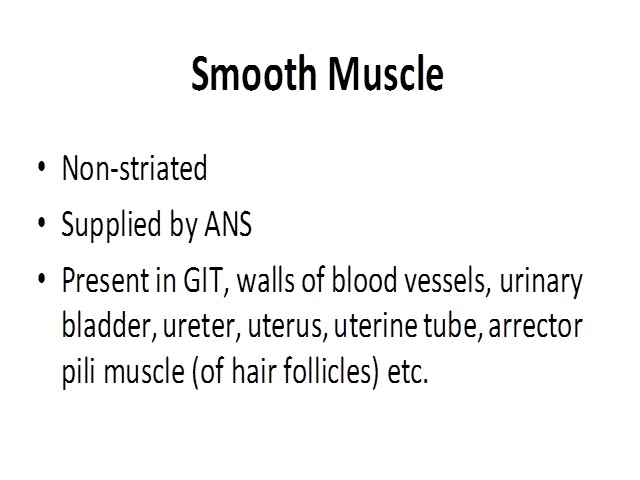 Smooth Muscle
• Non-striated
• Supplied by ANS
• Present in GIT, walls of blood vessels, urinary
bladder, ureter, uterus, uterine tube, arrector
pili muscle (of hair follicles) etc.